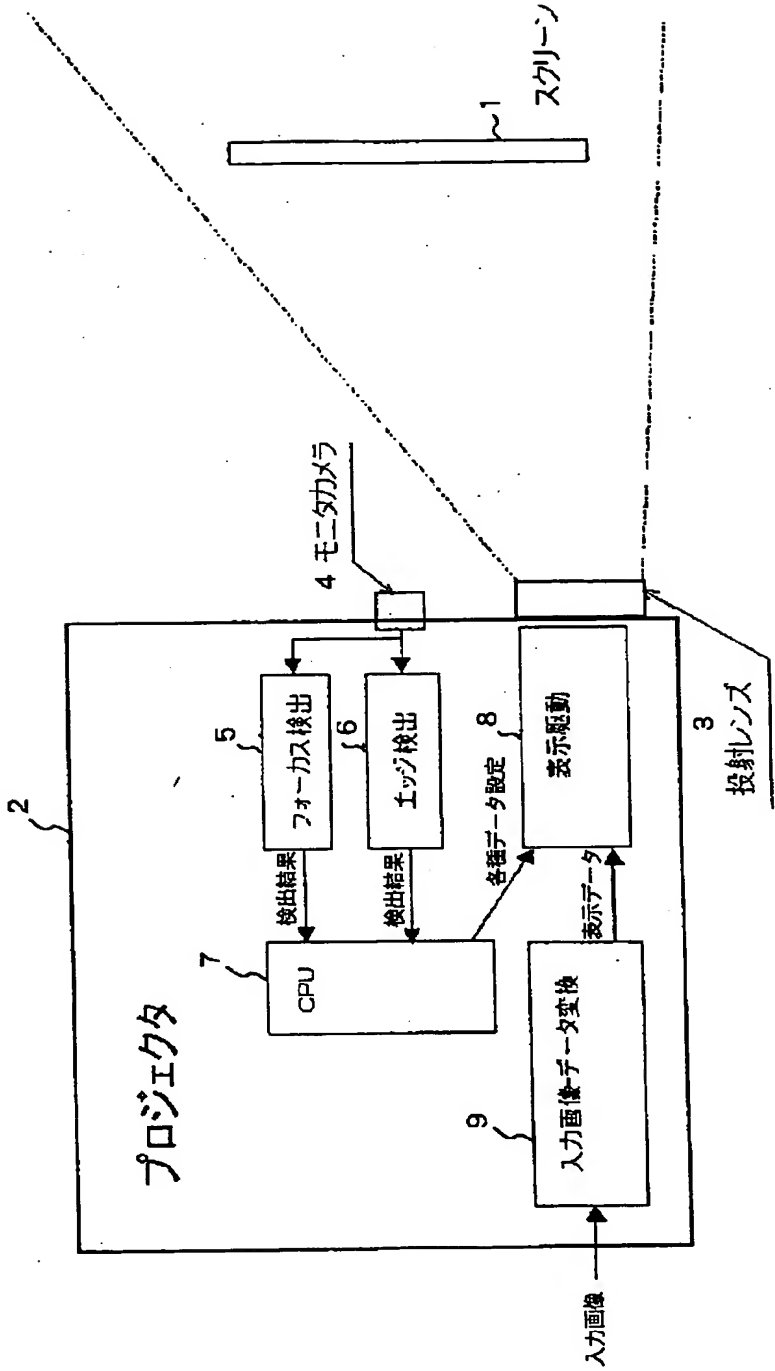 2
プロジェクタ
7
CPU
検出結果
検出結果
5
フォーカス検出
6
エッジ検出
4 モニタカメラ
各種データ設定
8
表示駆動
表示データ
9
入力画像-データ変換
入力画像
3
投射レンズ
1
スクリーン